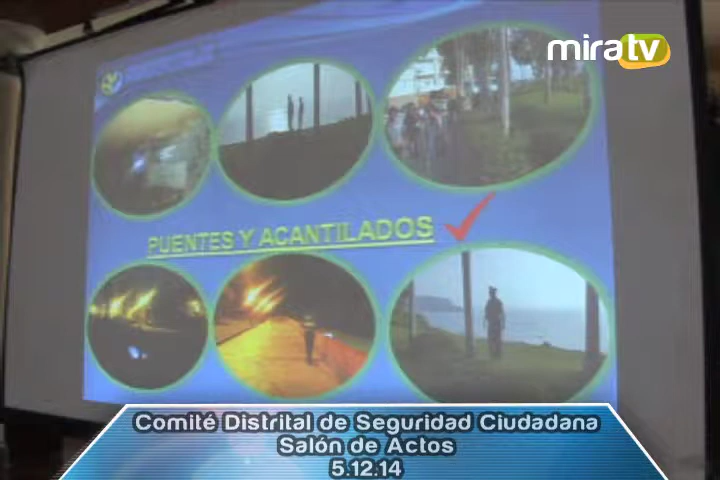 miratv
PUENTES Y ACANTILADOS
Comité Distrital de Seguridad Ciudadana
Salón de Actos
5.12.14